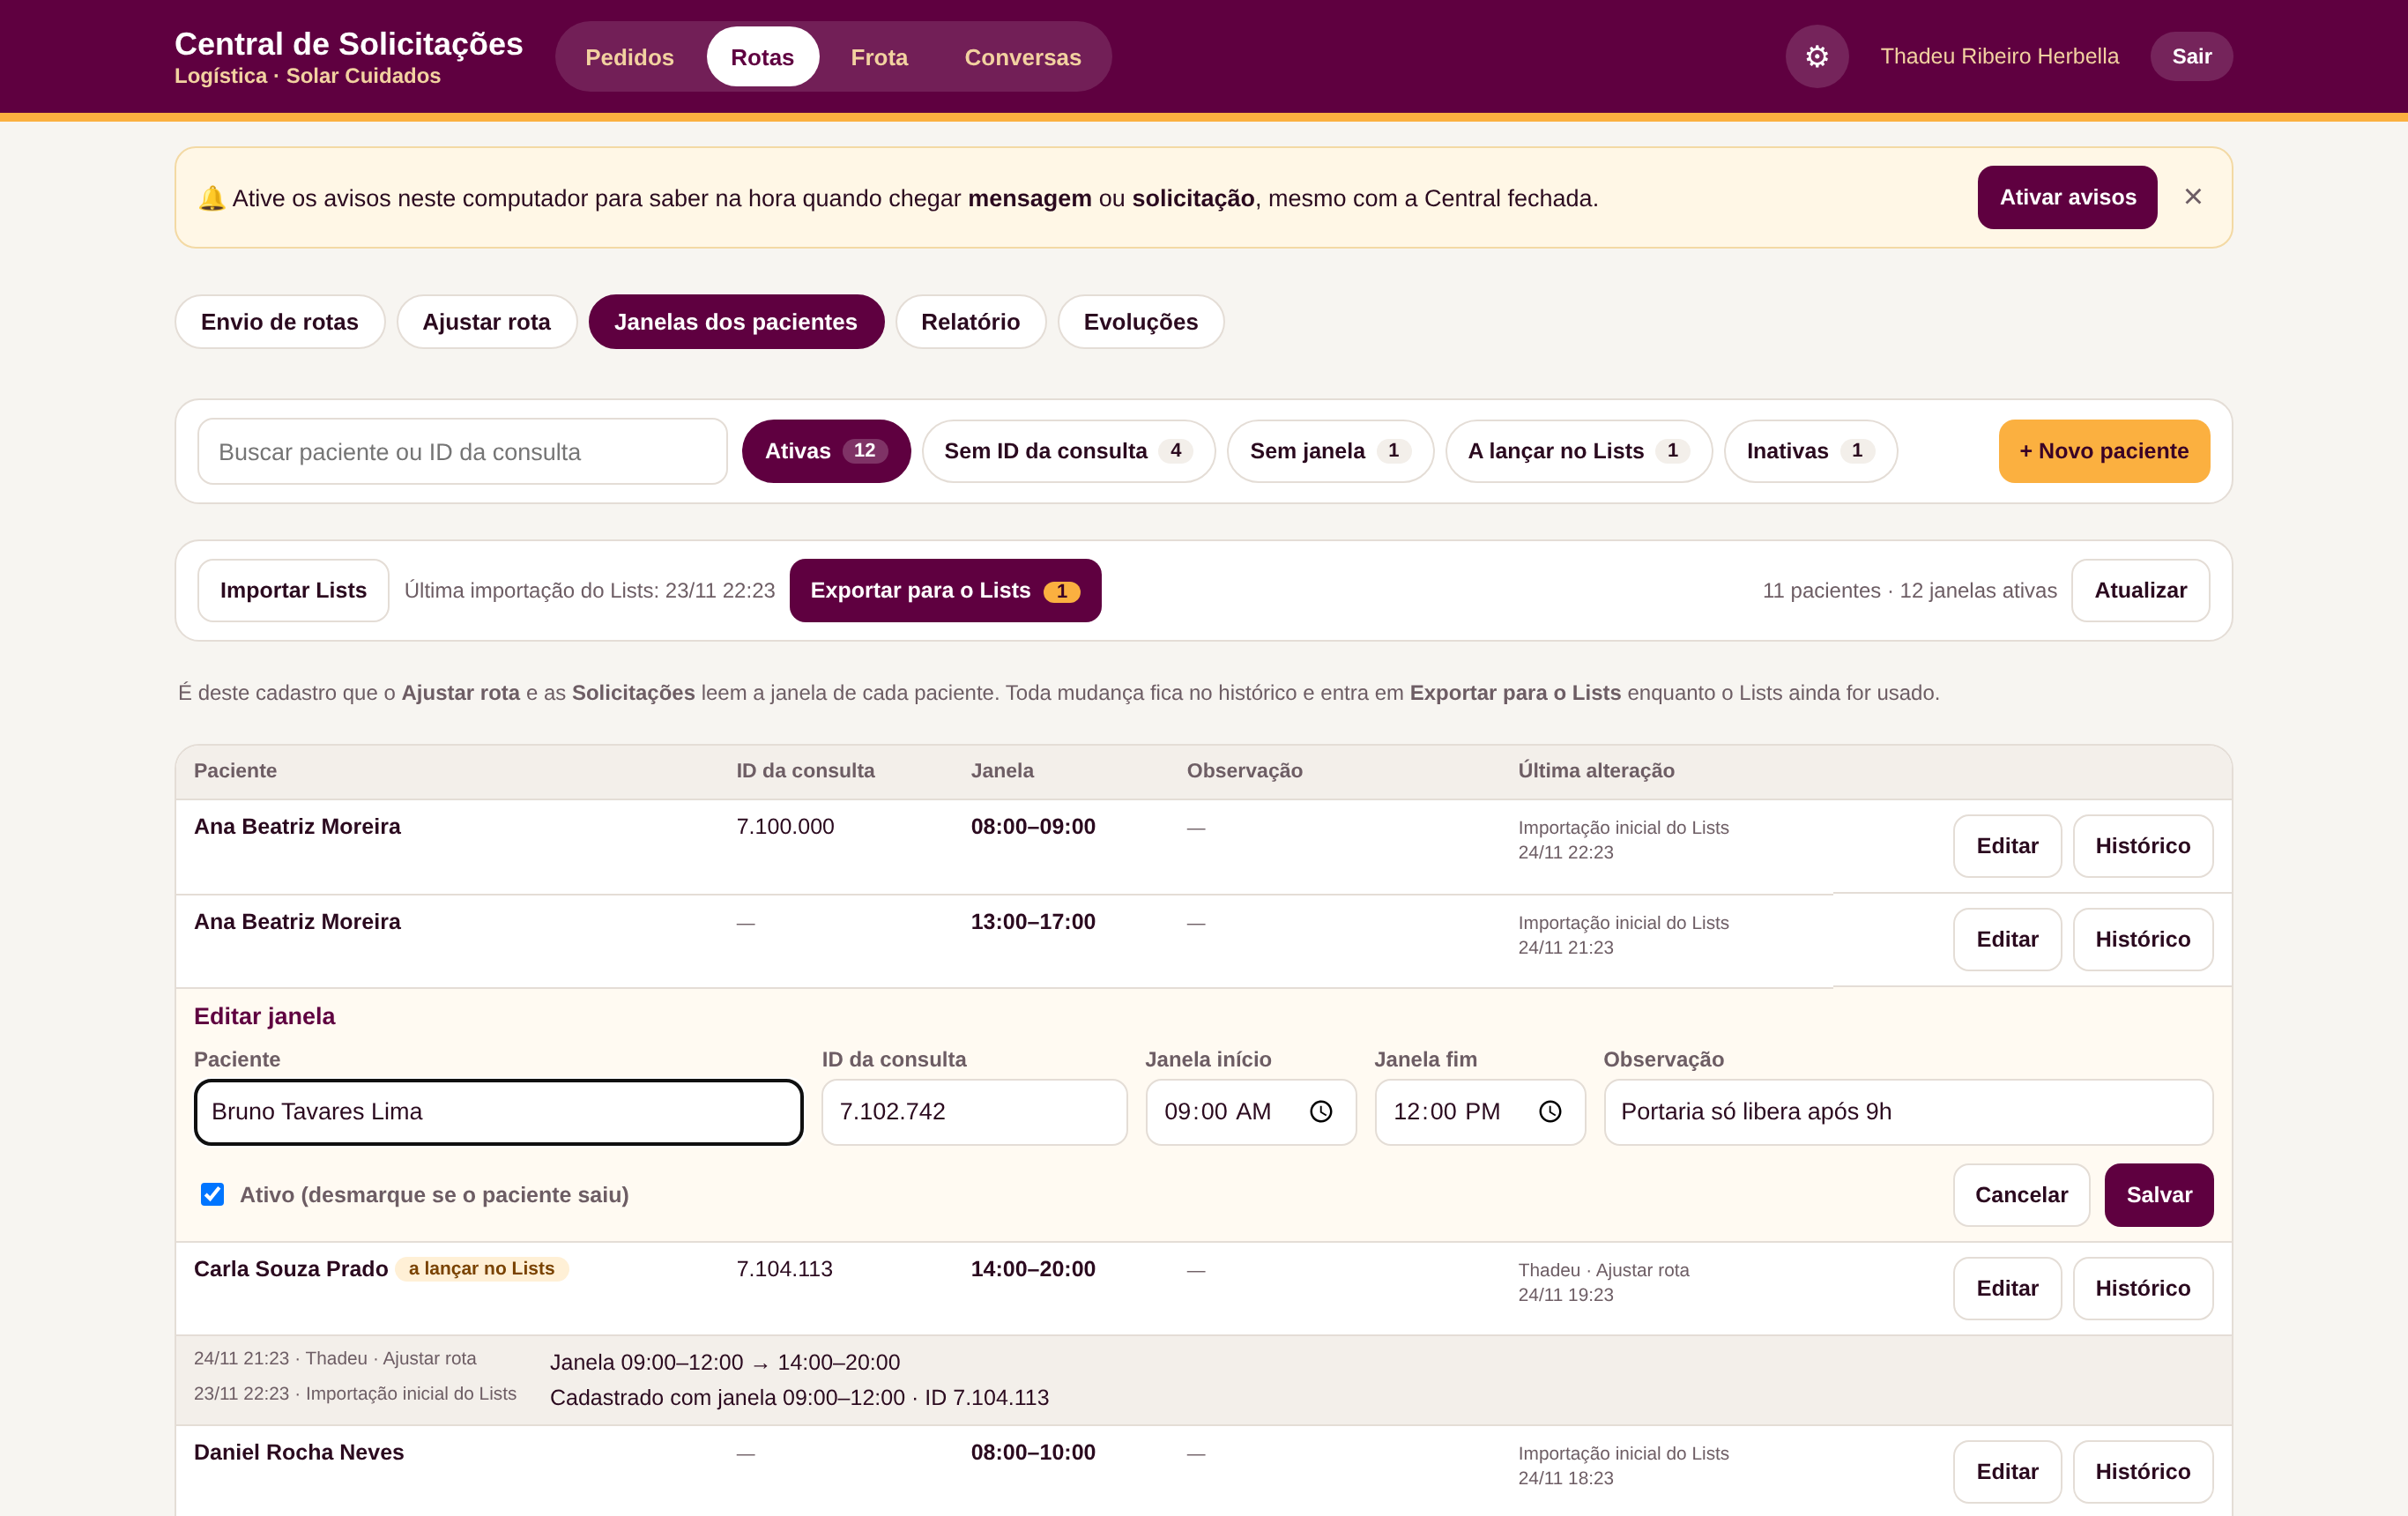 Central de Solicitações
Logística · Solar Cuidados
Pedidos
Rotas
Frota
Conversas
⚙
Thadeu Ribeiro Herbella
Sair
🔔 Ative os avisos neste computador para saber na hora quando chegar mensagem ou solicitação, mesmo com a Central fechada.
Ativar avisos
✕
Envio de rotas
Ajustar rota
Janelas dos pacientes
Relatório
Evoluções
Buscar paciente ou ID da consulta
Ativas 12
Sem ID da consulta 4
Sem janela 1
A lançar no Lists 1
Inativas 1
+ Novo paciente
Importar Lists
Última importação do Lists: 23/11 22:23
Exportar para o Lists 1
11 pacientes · 12 janelas ativas
Atualizar
É deste cadastro que o Ajustar rota e as Solicitações leem a janela de cada paciente. Toda mudança fica no histórico e entra em Exportar para o Lists enquanto o Lists ainda for usado.
Paciente ID da consulta Janela Observação Última alteração
Ana Beatriz Moreira 7.100.000 08:00–09:00 — Importação inicial do Lists
24/11 22:23
Editar Histórico
Ana Beatriz Moreira — 13:00–17:00 — Importação inicial do Lists
24/11 21:23
Editar Histórico
Editar janela
Paciente ID da consulta Janela início Janela fim Observação
Bruno Tavares Lima 7.102.742 09:00 AM 12:00 PM Portaria só libera após 9h
Ativo (desmarque se o paciente saiu)
Cancelar Salvar
Carla Souza Prado a lançar no Lists 7.104.113 14:00–20:00 — Thadeu · Ajustar rota
24/11 19:23
Editar Histórico
24/11 21:23 · Thadeu · Ajustar rota Janela 09:00–12:00 → 14:00–20:00
23/11 22:23 · Importação inicial do Lists Cadastrado com janela 09:00–12:00 · ID 7.104.113
Daniel Rocha Neves — 08:00–10:00 — Importação inicial do Lists
24/11 18:23
Editar Histórico